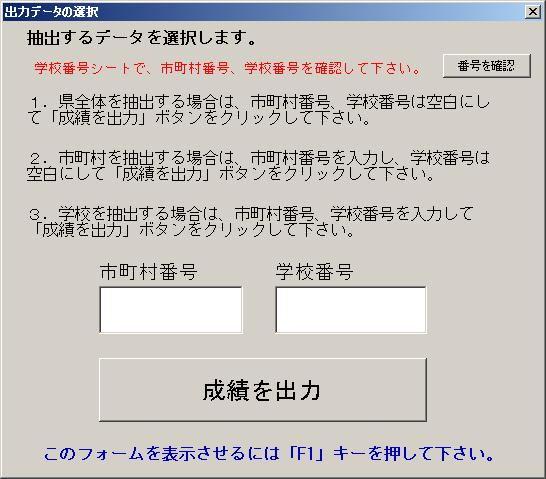 出力データの選択
抽出するデータを選択します。
学校番号シートで、市町村番号、学校番号を確認して下さい。
番号を確認
１．県全体を抽出する場合は、市町村番号、学校番号は空白にし
て「成績を出力」ボタンをクリックして下さい。
２．市町村を抽出する場合は、市町村番号を入力し、学校番号は
空白にして「成績を出力」ボタンをクリックして下さい。
３．学校を抽出する場合は、市町村番号、学校番号を入力して
「成績を出力」ボタンをクリックして下さい。
市町村番号 学校番号
成績を出力
このフォームを表示させるには「F1」キーを押して下さい。